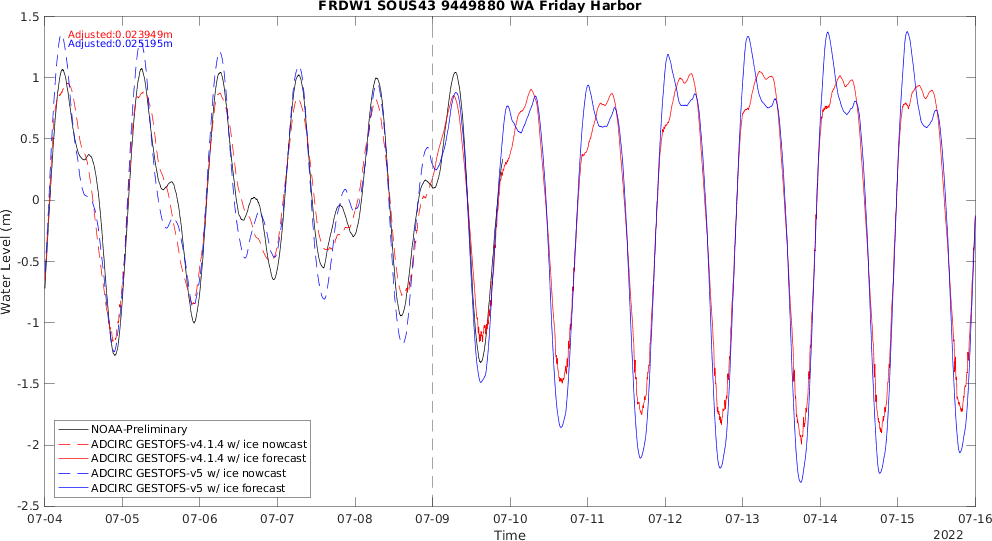 FRDW1 SOUS43 9449880 WA Friday Harbor
Adjusted:0.023949m
Adjusted:0.025195m
1.5
1
0.5
0
-0.5
-1
-1.5
-2
-2.5
Water Level (m)
NOAA-Preliminary
ADCIRC GESTOFS-v4.1.4 w/ ice nowcast
ADCIRC GESTOFS-v4.1.4 w/ ice forecast
ADCIRC GESTOFS-v5 w/ ice nowcast
ADCIRC GESTOFS-v5 w/ ice forecast
07-04 07-05 07-06 07-07 07-08 07-09 07-10 07-11 07-12 07-13 07-14 07-15 07-16
Time
2022